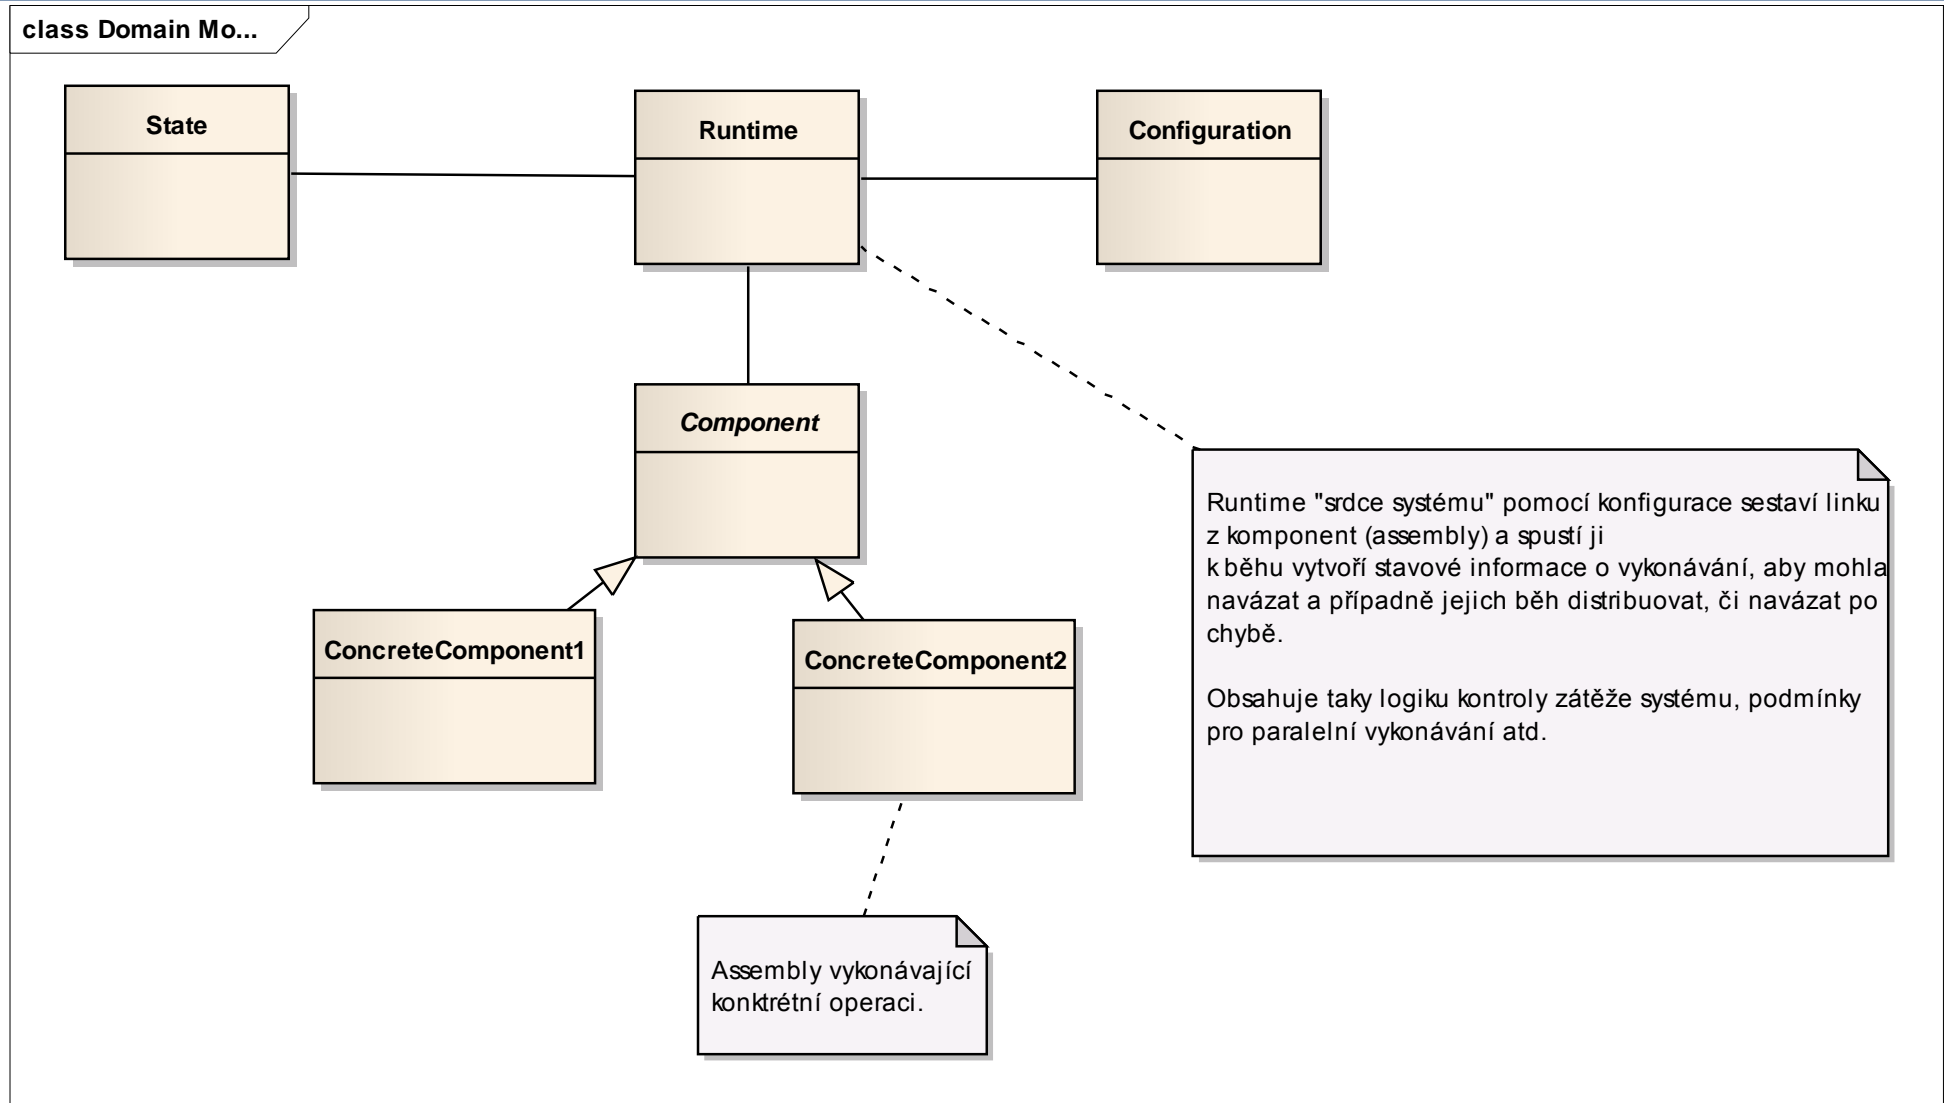 class Domain Mo...
State
Runtime
Configuration
Component
Runtime "srdce systému" pomocí konfigurace sestaví linku
z komponent (assembly) a spustí ji
k běhu vytvoří stavové informace o vykonávání, aby mohla
navázat a případně jejich běh distribuovat, či navázat po
chybě.
Obsahuje taky logiku kontroly zátěže systému, podmínky
pro paralelní vykonávání atd.
ConcreteComponent1
ConcreteComponent2
Assembly vykonávající
konktrétní operaci.